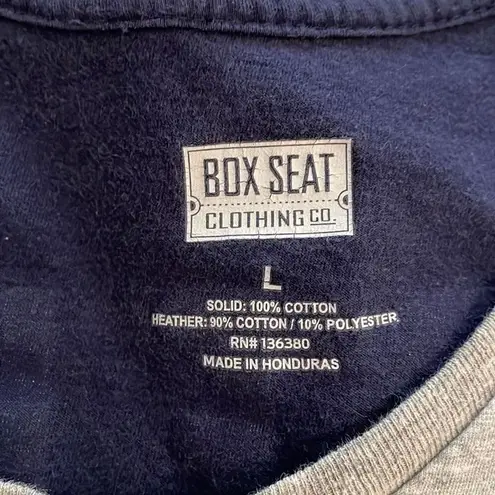 BOX SEAT
CLOTHING CO.
L
SOLID: 100% COTTON
HEATHER: 90% COTTON / 10% POLYESTER
RN# 136380
MADE IN HONDURAS